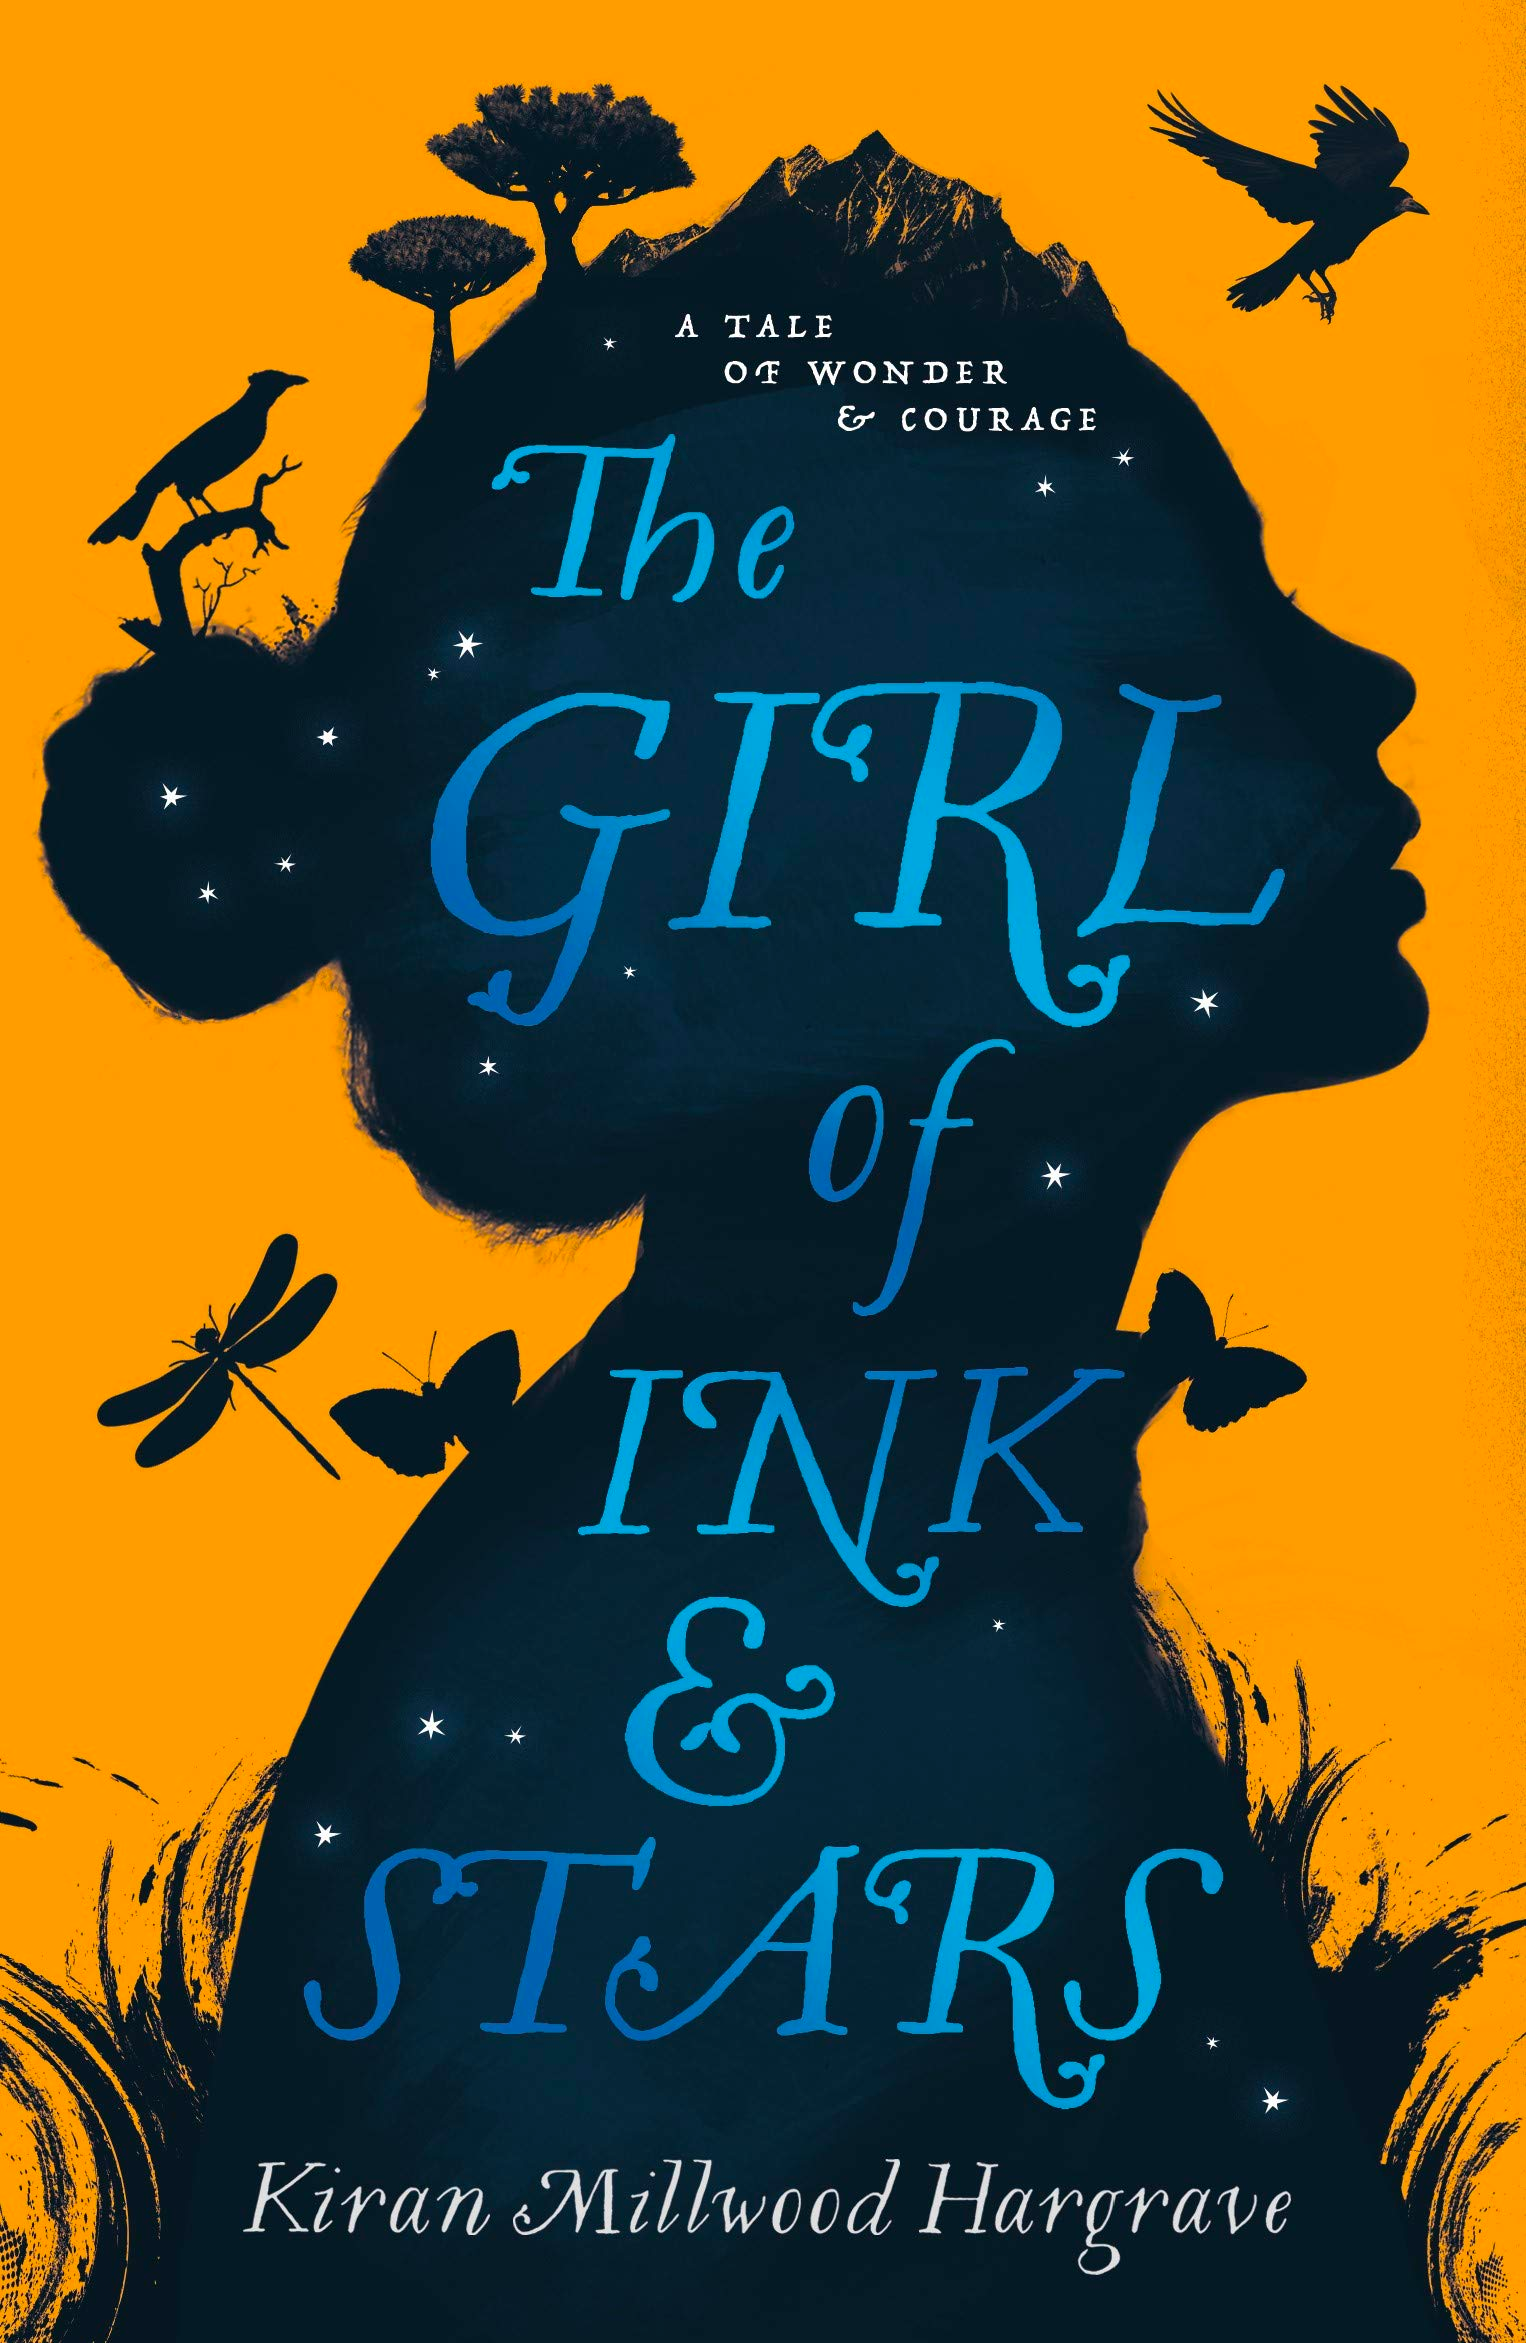 A TALE
OF WONDER
& COURAGE
The
GIRL
of
INK
&
STARS
Kiran Millwood Hargrave